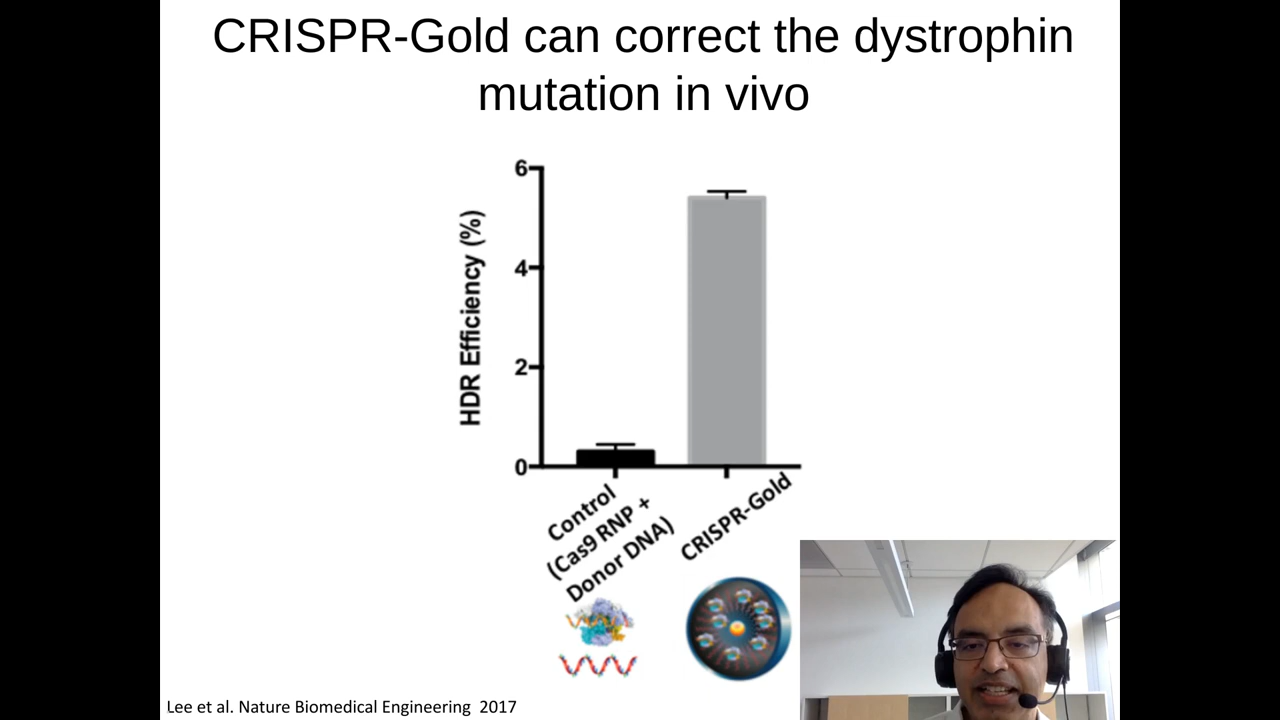 CRISPR-Gold can correct the dystrophin
mutation in vivo
6
4
2
0
HDR Efficiency (%)
Control
(Cas9 RNP +
Donor DNA)
CRISPR-Gold
Lee et al. Nature Biomedical Engineering 2017